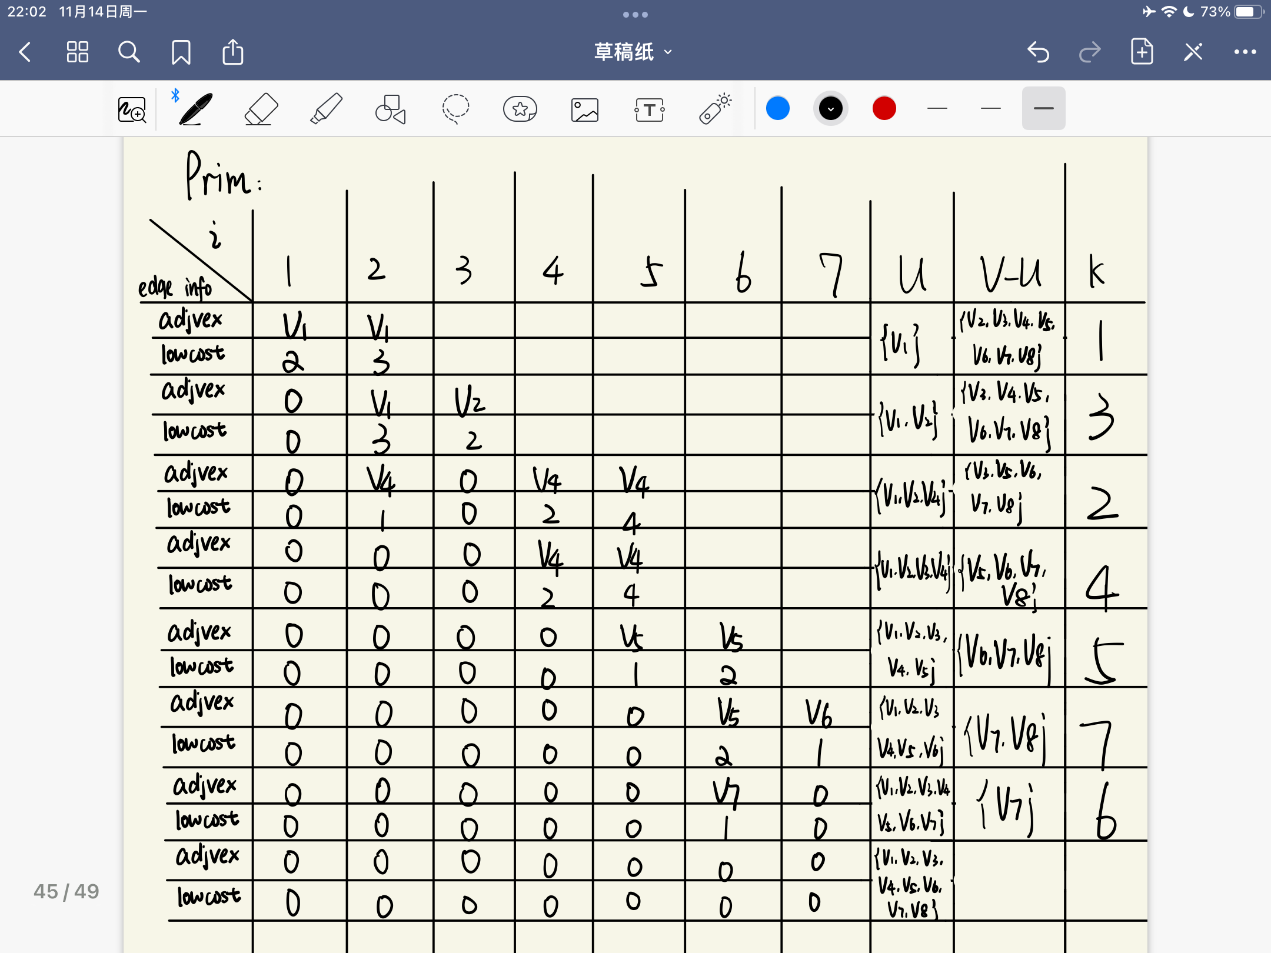 22:02 11月14日周一
73%
草稿纸
Prim:
i
edge info
1 2 3 4 5 6 7 U V-U K
adjvex V1 V1
lowcost 2 3
{V1}
{V2, V3, V4, V5,
V6, V7, V8}
1
adjvex 0 V1 V2
lowcost 0 3 2
{V1, V2}
{V3, V4, V5,
V6, V7, V8}
3
adjvex 0 V4 0 V4 V4
lowcost 0 1 0 2 4
{V1, V2, V4}
{V3, V5, V6,
V7, V8}
2
adjvex 0 0 0 V4 V4
lowcost 0 0 0 2 4
{V1, V2, V3, V4}
{V5, V6, V7,
V8}
4
adjvex 0 0 0 0 V5 V5
lowcost 0 0 0 0 1 2
{V1, V2, V3,
V4, V5}
{V6, V7, V8}
5
adjvex 0 0 0 0 0 V5 V6
lowcost 0 0 0 0 0 2 1
{V1, V2, V3
V4, V5, V6}
{V7, V8}
7
adjvex 0 0 0 0 0 V7 0
lowcost 0 0 0 0 0 1 0
{V1, V2, V3, V4
V5, V6, V7}
{V7}
6
adjvex 0 0 0 0 0 0 0
lowcost 0 0 0 0 0 0 0
{V1, V2, V3,
V4, V5, V6,
V7, V8}
45 / 49